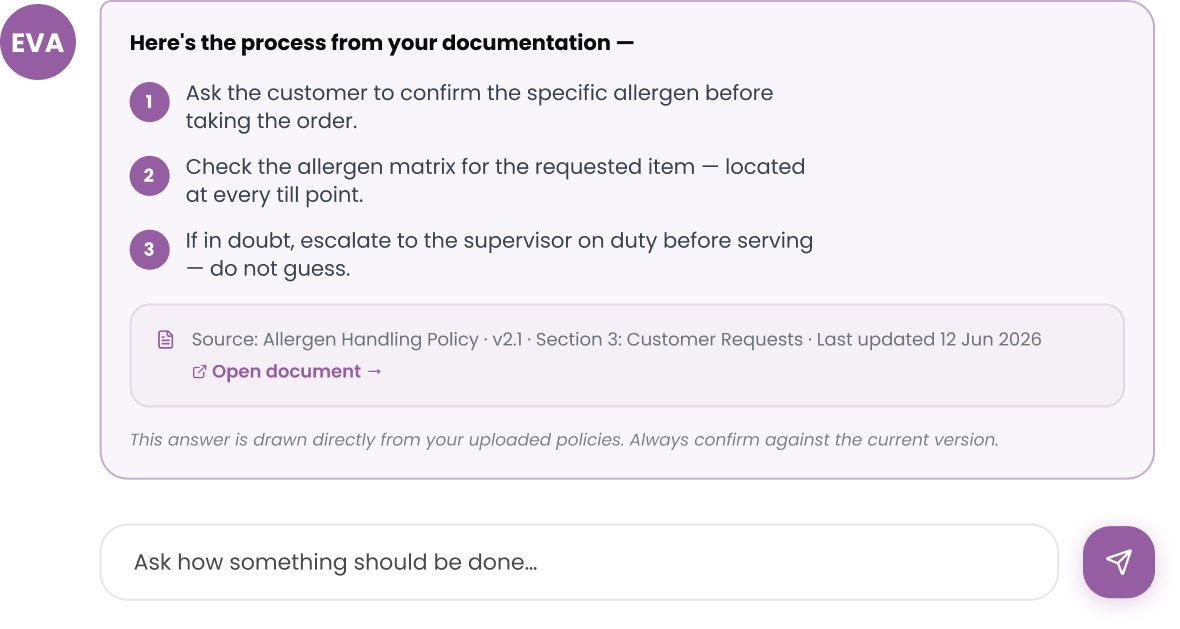 EVA
Here's the process from your documentation —
1 Ask the customer to confirm the specific allergen before
taking the order.
2 Check the allergen matrix for the requested item — located
at every till point.
3 If in doubt, escalate to the supervisor on duty before serving
— do not guess.
Source: Allergen Handling Policy · v2.1 · Section 3: Customer Requests · Last updated 12 Jun 2026
Open document →
This answer is drawn directly from your uploaded policies. Always confirm against the current version.
Ask how something should be done...